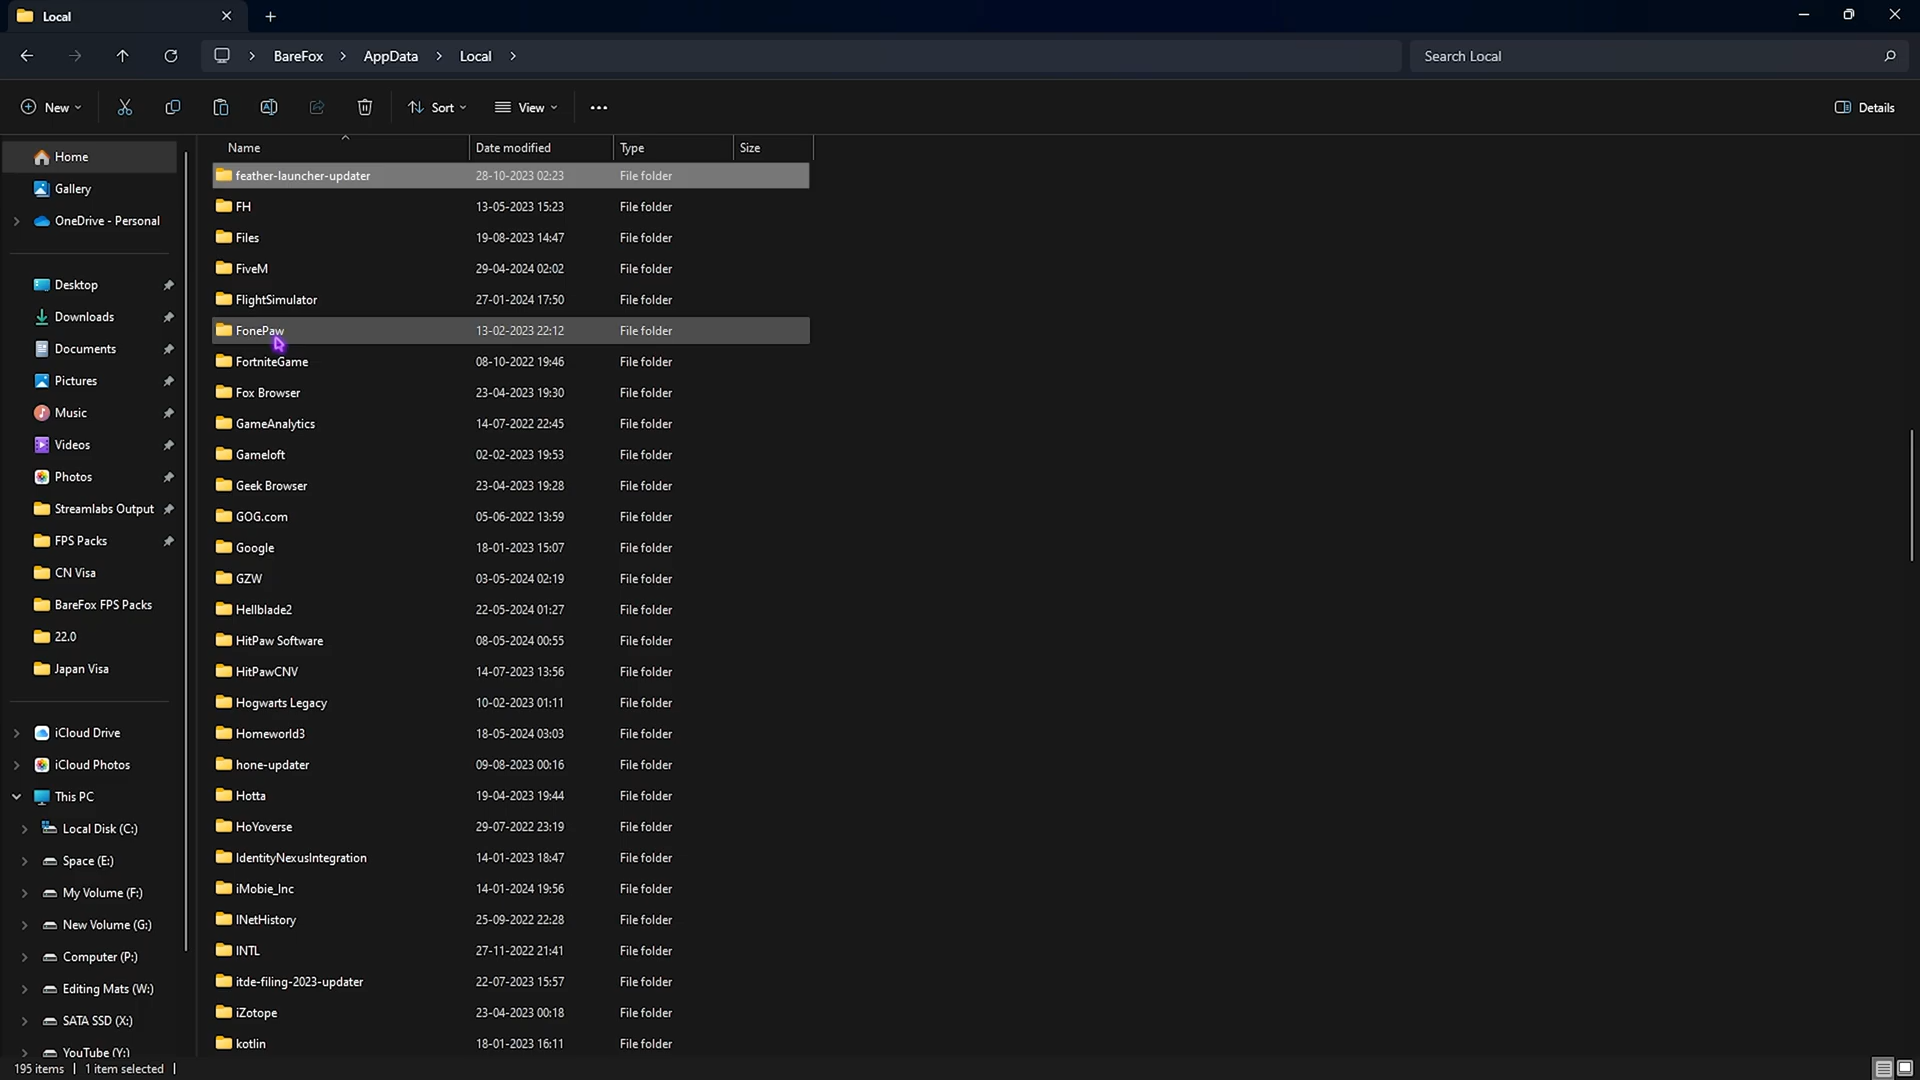 Local
BareFox
AppData
Local
Search Local
New
Sort
View
Details
Name
Date modified
Type
Size
Home
Gallery
OneDrive - Personal
Desktop
Downloads
Documents
Pictures
Music
Videos
Photos
Streamlabs Output
FPS Packs
CN Visa
BareFox FPS Packs
22.0
Japan Visa
iCloud Drive
iCloud Photos
This PC
Local Disk (C:)
Space (E:)
My Volume (F:)
New Volume (G:)
Computer (P:)
Editing Mats (W:)
SATA SSD (X:)
YouTube (Y:)
feather-launcher-updater 28-10-2023 02:23 File folder
FH 13-05-2023 15:23 File folder
Files 19-08-2023 14:47 File folder
FiveM 29-04-2024 02:02 File folder
FlightSimulator 27-01-2024 17:50 File folder
FonePaw 13-02-2023 22:12 File folder
FortniteGame 08-10-2022 19:46 File folder
Fox Browser 23-04-2023 19:30 File folder
GameAnalytics 14-07-2022 22:45 File folder
Gameloft 02-02-2023 19:53 File folder
Geek Browser 23-04-2023 19:28 File folder
GOG.com 05-06-2022 13:59 File folder
Google 18-01-2023 15:07 File folder
GZW 03-05-2024 02:19 File folder
Hellblade2 22-05-2024 01:27 File folder
HitPaw Software 08-05-2024 00:55 File folder
HitPawCNV 14-07-2023 13:56 File folder
Hogwarts Legacy 10-02-2023 01:11 File folder
Homeworld3 18-05-2024 03:03 File folder
hone-updater 09-08-2023 00:16 File folder
Hotta 19-04-2023 19:44 File folder
HoYoverse 29-07-2022 23:19 File folder
IdentityNexusIntegration 14-01-2023 18:47 File folder
iMobie_Inc 14-01-2024 19:56 File folder
INetHistory 25-09-2022 22:28 File folder
INTL 27-11-2022 21:41 File folder
itde-filing-2023-updater 22-07-2023 15:57 File folder
iZotope 23-04-2023 00:18 File folder
kotlin 18-01-2023 16:11 File folder
195 items
1 item selected